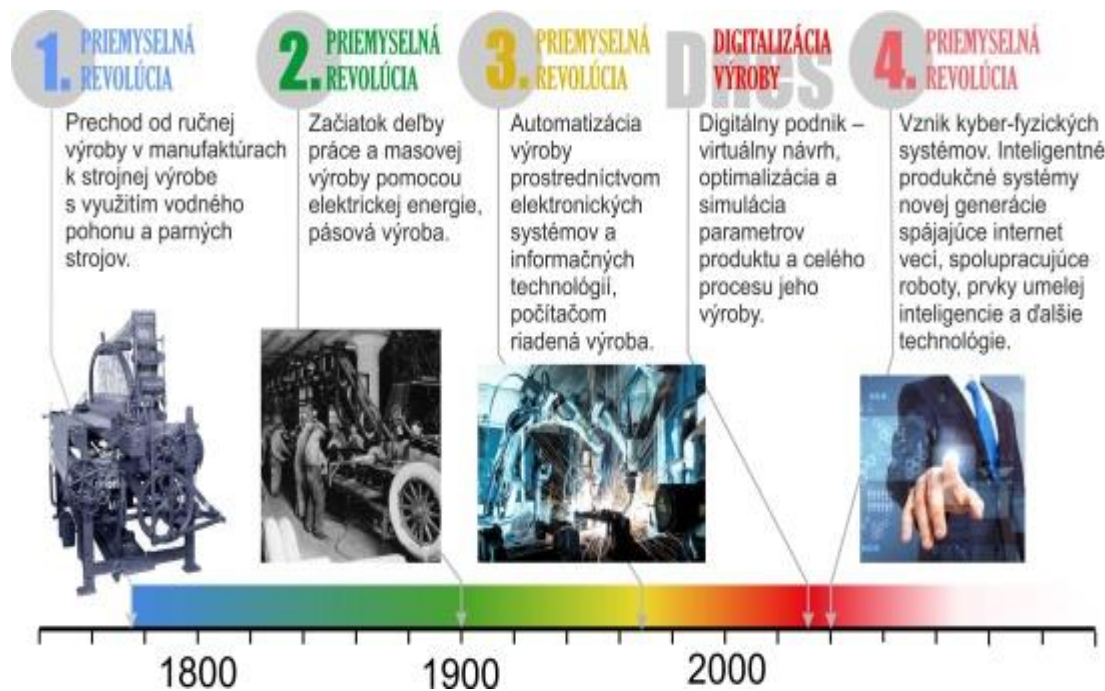 1. PRIEMYSELNÁ
REVOLÚCIA
Prechod od ručnej
výroby v manufaktúrach
k strojnej výrobe
s využitím vodného
pohonu a parných
strojov.
2. PRIEMYSELNÁ
REVOLÚCIA
Začiatok deľby
práce a masovej
výroby pomocou
elektrickej energie,
pásová výroba.
3. PRIEMYSELNÁ
REVOLÚCIA
Automatizácia
výroby
prostredníctvom
elektronických
systémov a
informačných
technológií,
počítačom
riadená výroba.
Dnes
DIGITALIZÁCIA
VÝROBY
Digitálny podnik –
virtuálny návrh,
optimalizácia a
simulácia
parametrov
produktu a celého
procesu jeho
výroby.
4. PRIEMYSELNÁ
REVOLÚCIA
Vznik kyber-fyzických
systémov. Inteligentné
produkčné systémy
novej generácie
spájajúce internet
vecí, spolupracujúce
roboty, prvky umelej
inteligencie a ďalšie
technológie.
1800
1900
2000